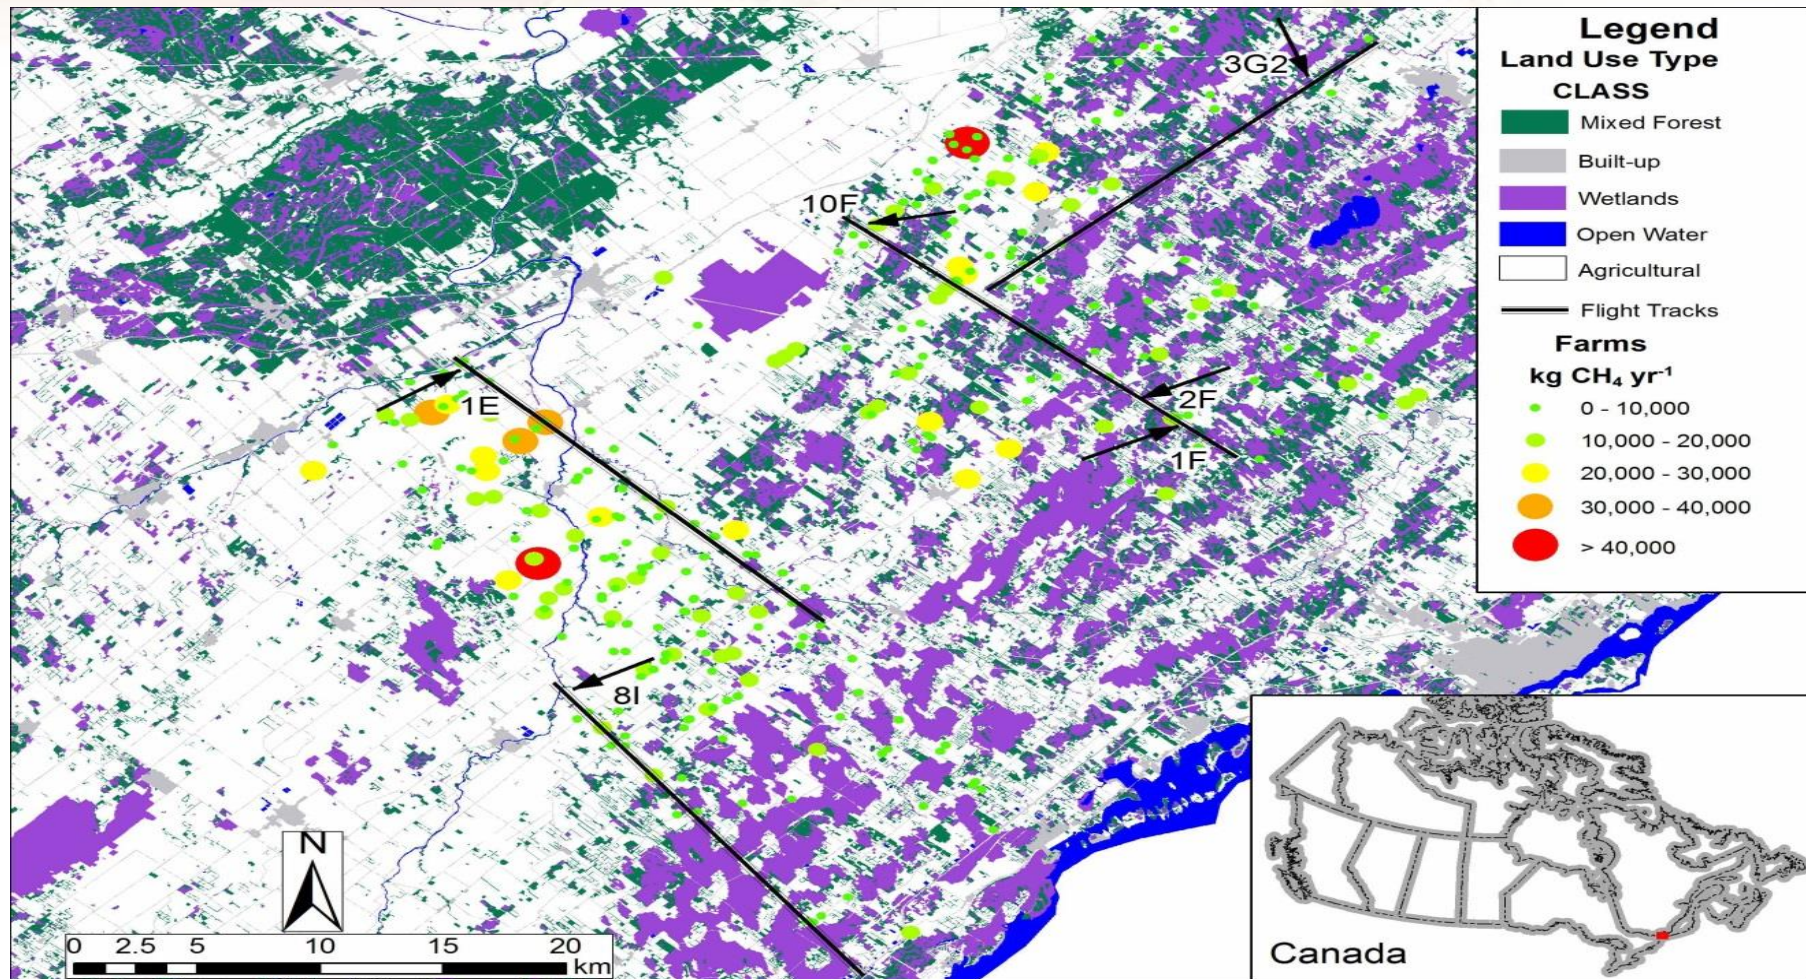 Legend
Land Use Type
CLASS
Mixed Forest
Built-up
Wetlands
Open Water
Agricultural
Flight Tracks
Farms
kg CH₄ yr⁻¹
0 - 10,000
10,000 - 20,000
20,000 - 30,000
30,000 - 40,000
> 40,000
3G2
10F
1E
2F
1F
8I
N
0 2.5 5 10 15 20
km
Canada